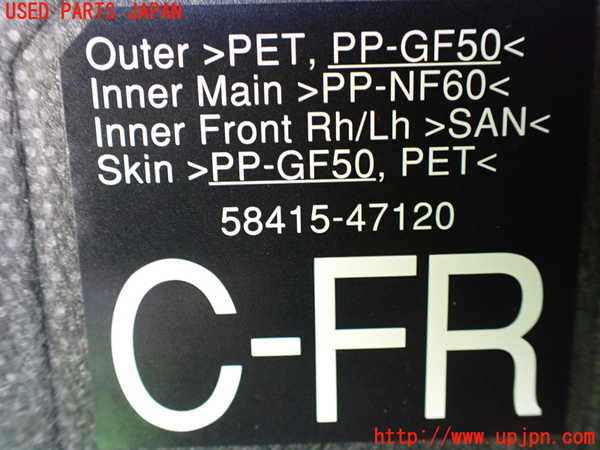 USED PARTS JAPAN
Outer >PET, PP-GF50<
Inner Main >PP-NF60<
Inner Front Rh/Lh >SAN<
Skin >PP-GF50, PET<
58415-47120
C-FR
http://www.upjpn.com/